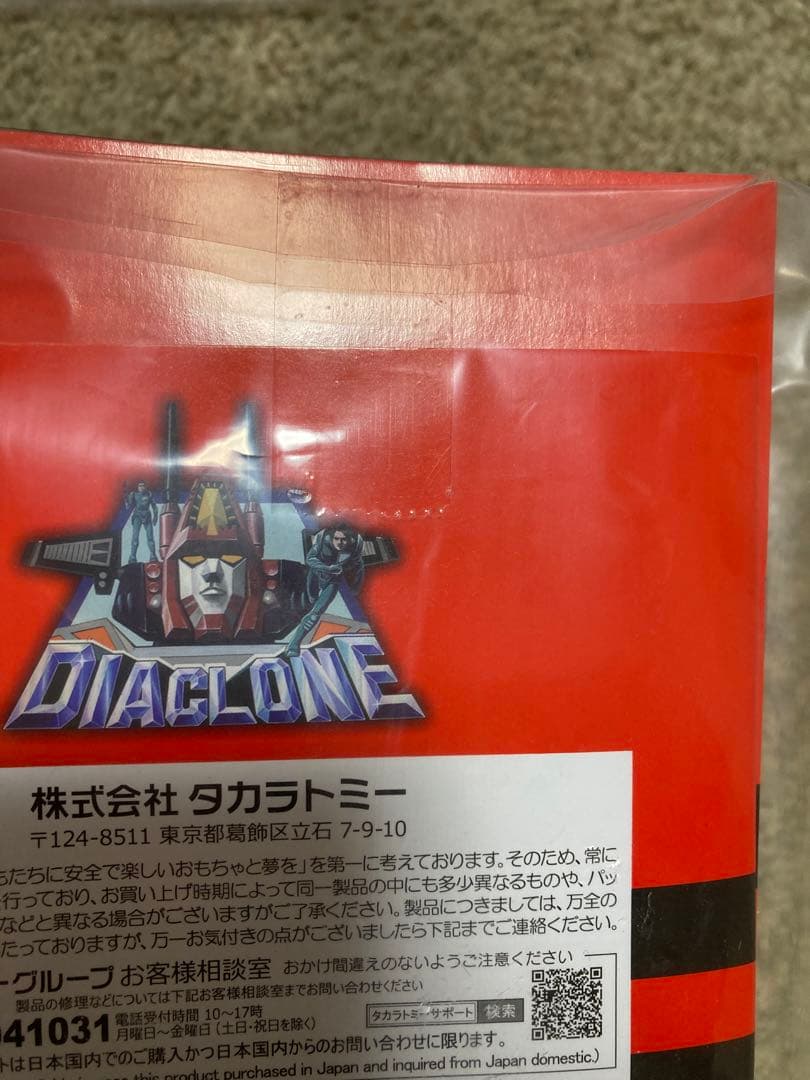 DIACLONE
株式会社 タカラトミー
〒124-8511 東京都葛飾区立石 7-9-10
もたちに安全で楽しいおもちゃと夢を」を第一に考えております。そのため、常に
行っており、お買い上げ時期によって同一製品の中にも多少異なるものや、パッ
などと異なる場合がございますがご了承ください。製品につきましては、万全の
たっておりますが、万一お気付きの点がございましたら下記までご連絡ください。
ーグループ お客様相談室 おかけ間違えのないようご注意ください
製品の修理などについては下記お客様相談室までお問い合わせください
041031 電話受付時間 10〜17時
月曜日〜金曜日 (土・日・祝日を除く)
タカラトミーサポート 検索
トは日本国内でのご購入かつ日本国内からのお問い合わせに限ります。
this product purchased in Japan and inquired from Japan domestic.)